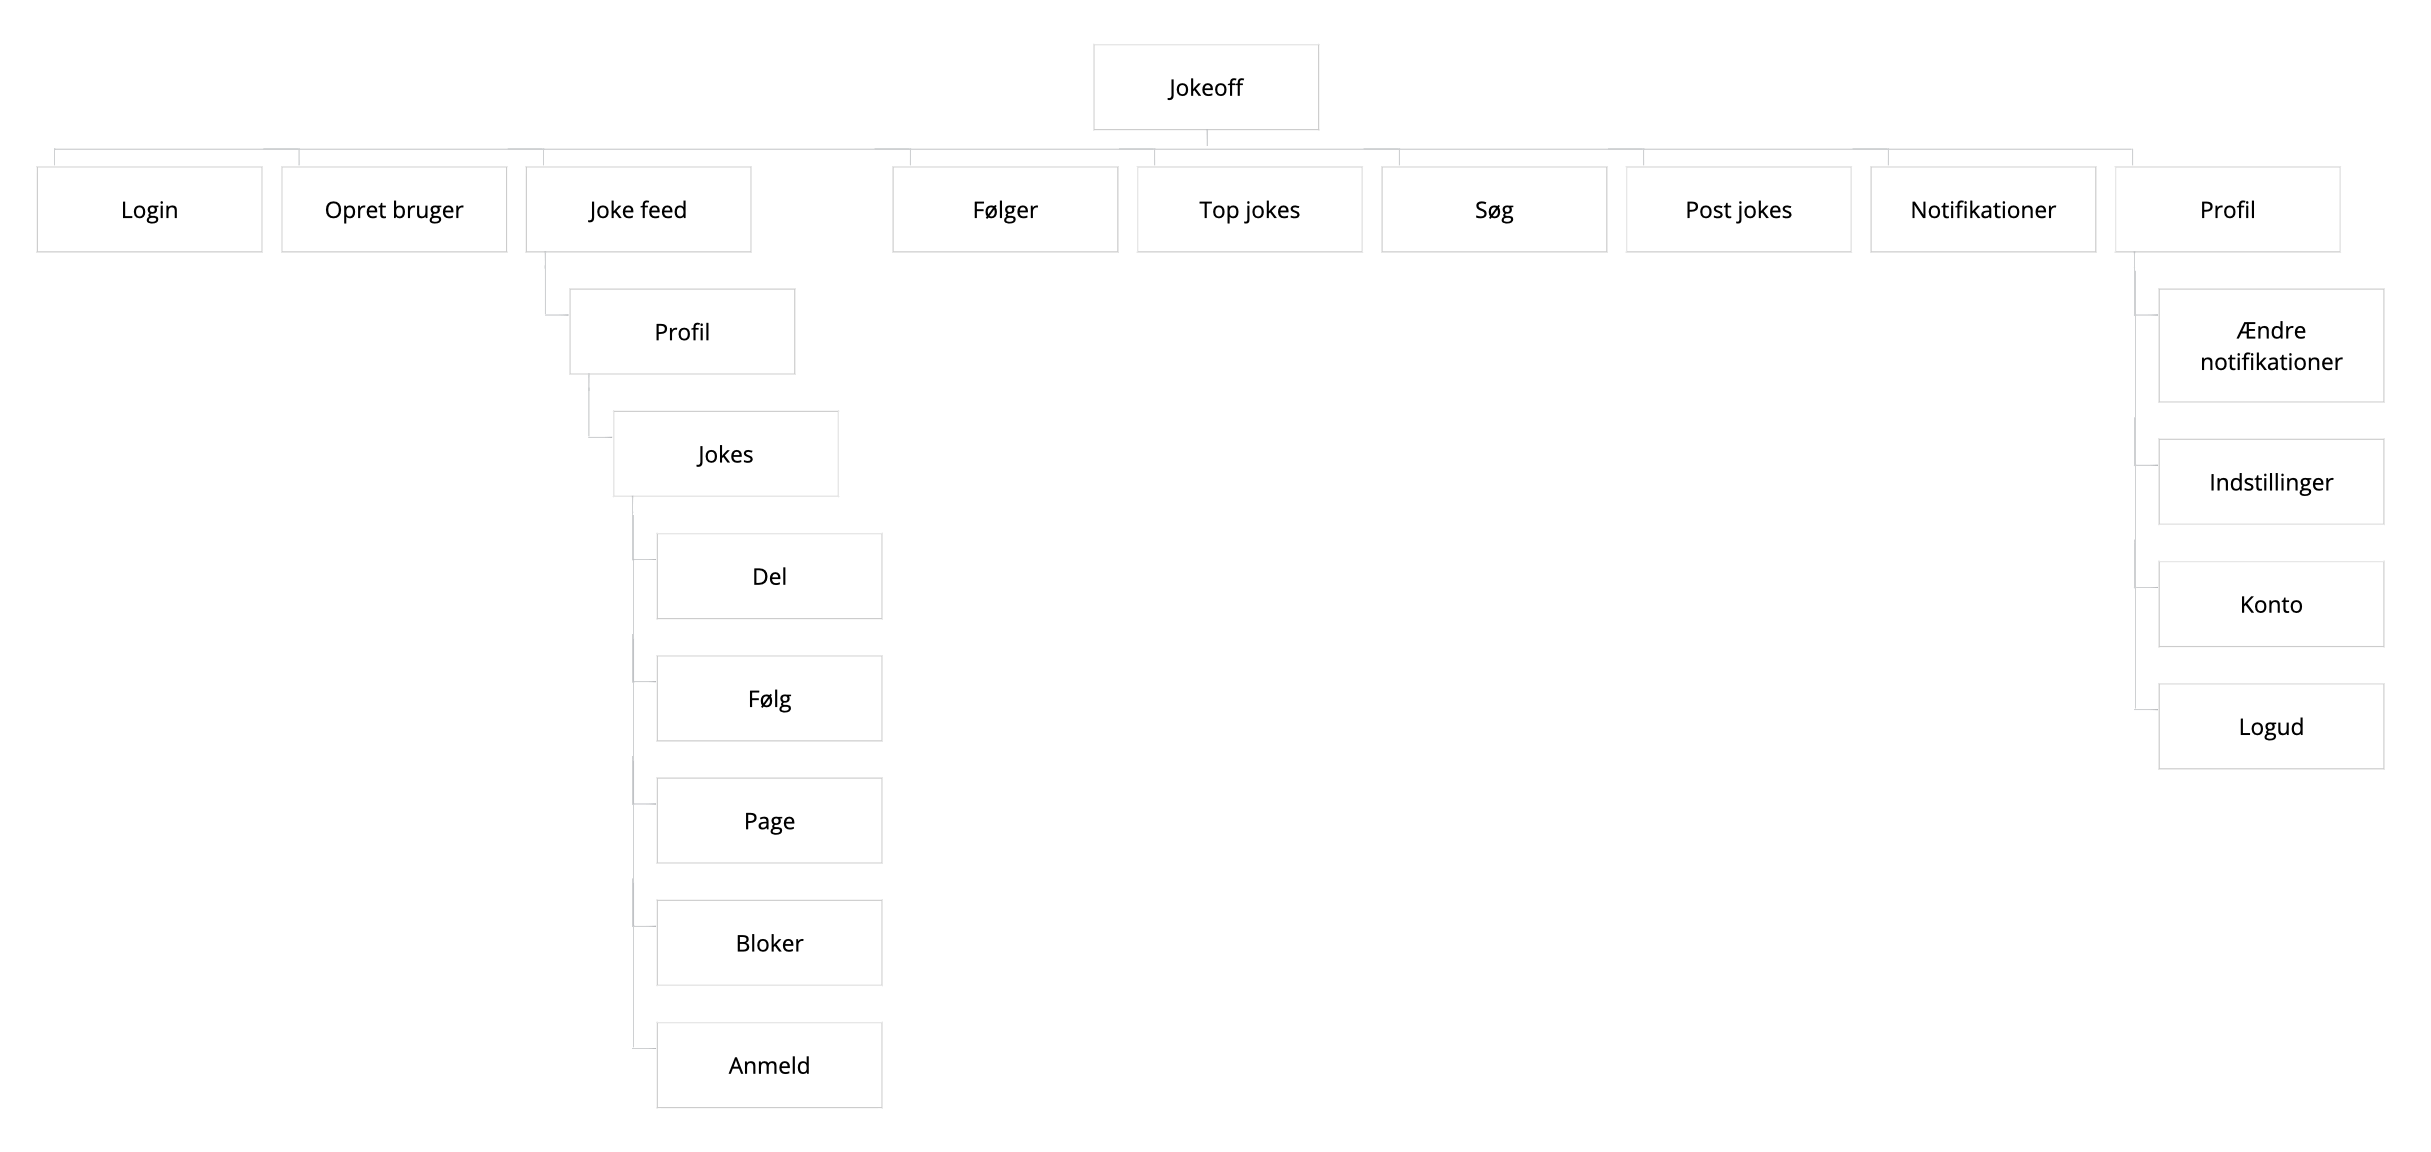 Jokeoff
Login
Opret bruger
Joke feed
Følger
Top jokes
Søg
Post jokes
Notifikationer
Profil
Profil
Jokes
Del
Følg
Page
Bloker
Anmeld
Ændre
notifikationer
Indstillinger
Konto
Logud